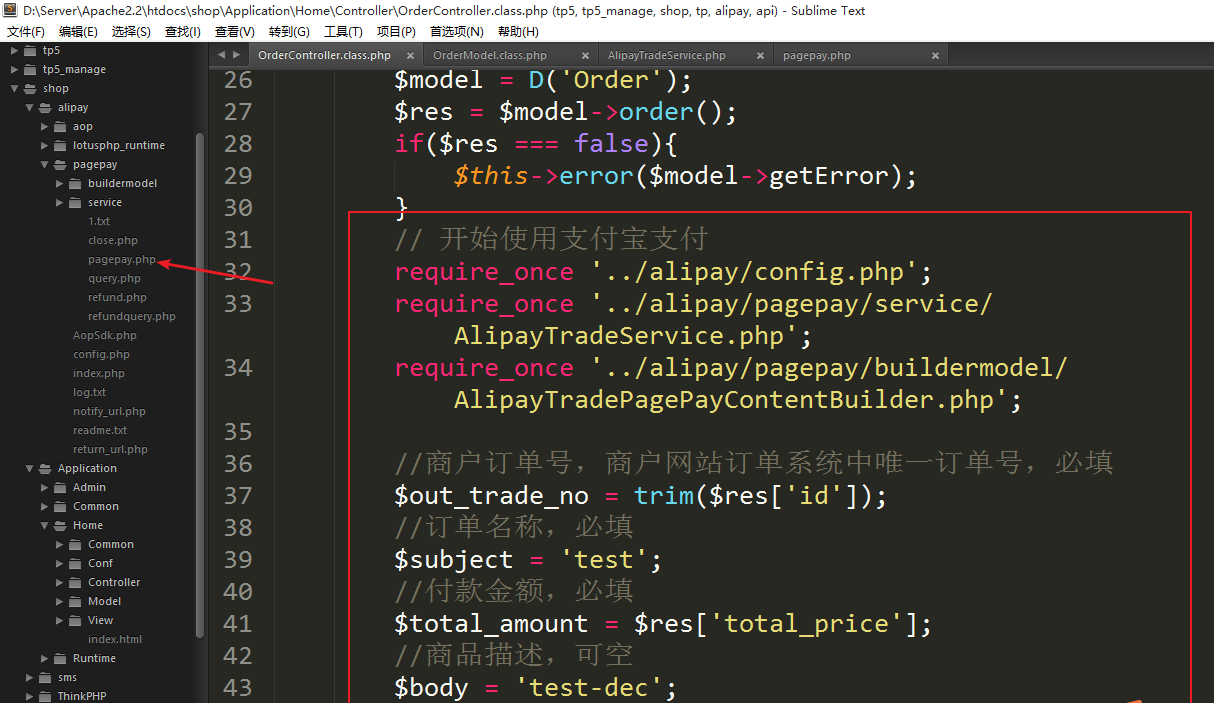 D:\Server\Apache2.2\htdocs\shop\Application\Home\Controller\OrderController.class.php (tp5, tp5_manage, shop, tp, alipay, api) - Sublime Text
文件(F) 编辑(E) 选择(S) 查找(I) 查看(V) 转到(G) 工具(T) 项目(P) 首选项(N) 帮助(H)
tp5
tp5_manage
shop
alipay
aop
lotusphp_runtime
pagepay
buildermodel
service
1.txt
close.php
pagepay.php
query.php
refund.php
refundquery.php
AopSdk.php
config.php
index.php
log.txt
notify_url.php
readme.txt
return_url.php
Application
Admin
Common
Home
Common
Conf
Controller
Model
View
index.html
Runtime
sms
ThinkPHP
OrderController.class.php × OrderModel.class.php × AlipayTradeService.php × pagepay.php ×
26 $model = D('Order');
27 $res = $model->order();
28 if($res === false){
29 $this->error($model->getError);
30 }
31 // 开始使用支付宝支付
32 require_once '../alipay/config.php';
33 require_once '../alipay/pagepay/service/
AlipayTradeService.php';
34 require_once '../alipay/pagepay/buildermodel/
AlipayTradePagePayContentBuilder.php';
35
36 //商户订单号，商户网站订单系统中唯一订单号，必填
37 $out_trade_no = trim($res['id']);
38 //订单名称，必填
39 $subject = 'test';
40 //付款金额，必填
41 $total_amount = $res['total_price'];
42 //商品描述，可空
43 $body = 'test-dec';